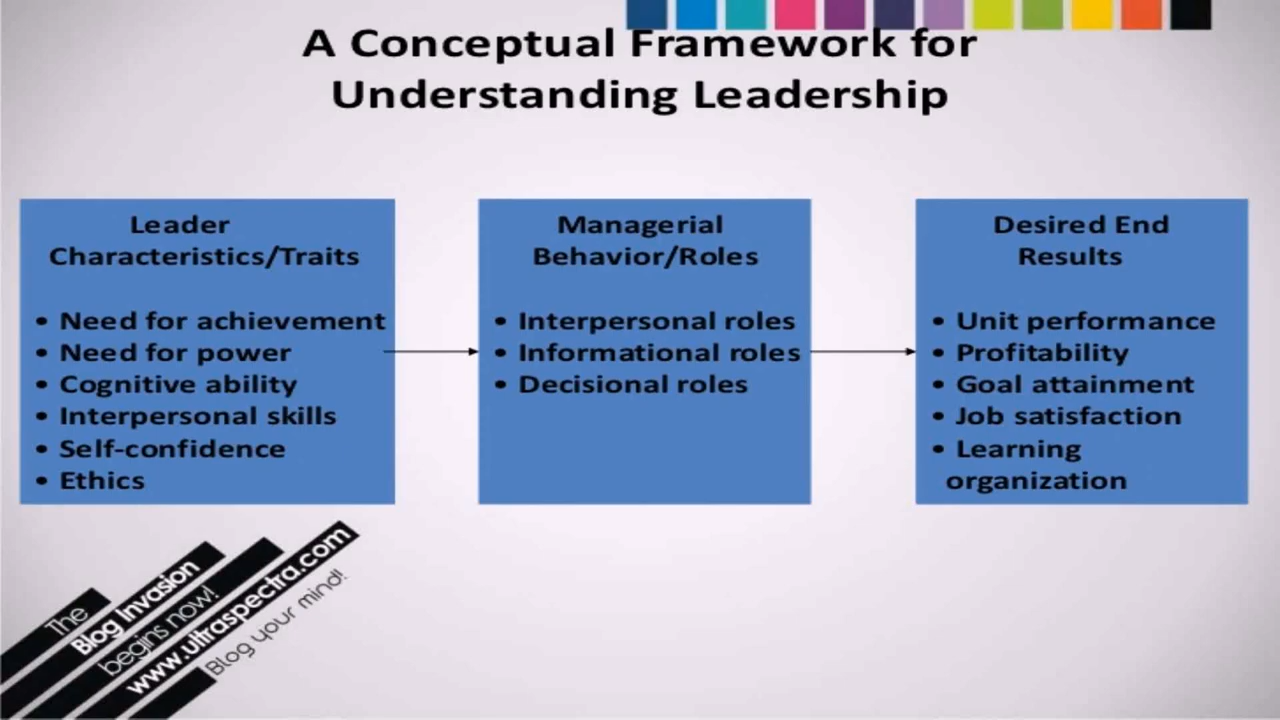 A Conceptual Framework for
Understanding Leadership
Leader
Characteristics/Traits
• Need for achievement
• Need for power
• Cognitive ability
• Interpersonal skills
• Self-confidence
• Ethics
Managerial
Behavior/Roles
• Interpersonal roles
• Informational roles
• Decisional roles
Desired End
Results
• Unit performance
• Profitability
• Goal attainment
• Job satisfaction
• Learning
organization
The
Blog Invasion
begins now!
www.ultraspectra.com
Blog your mind!